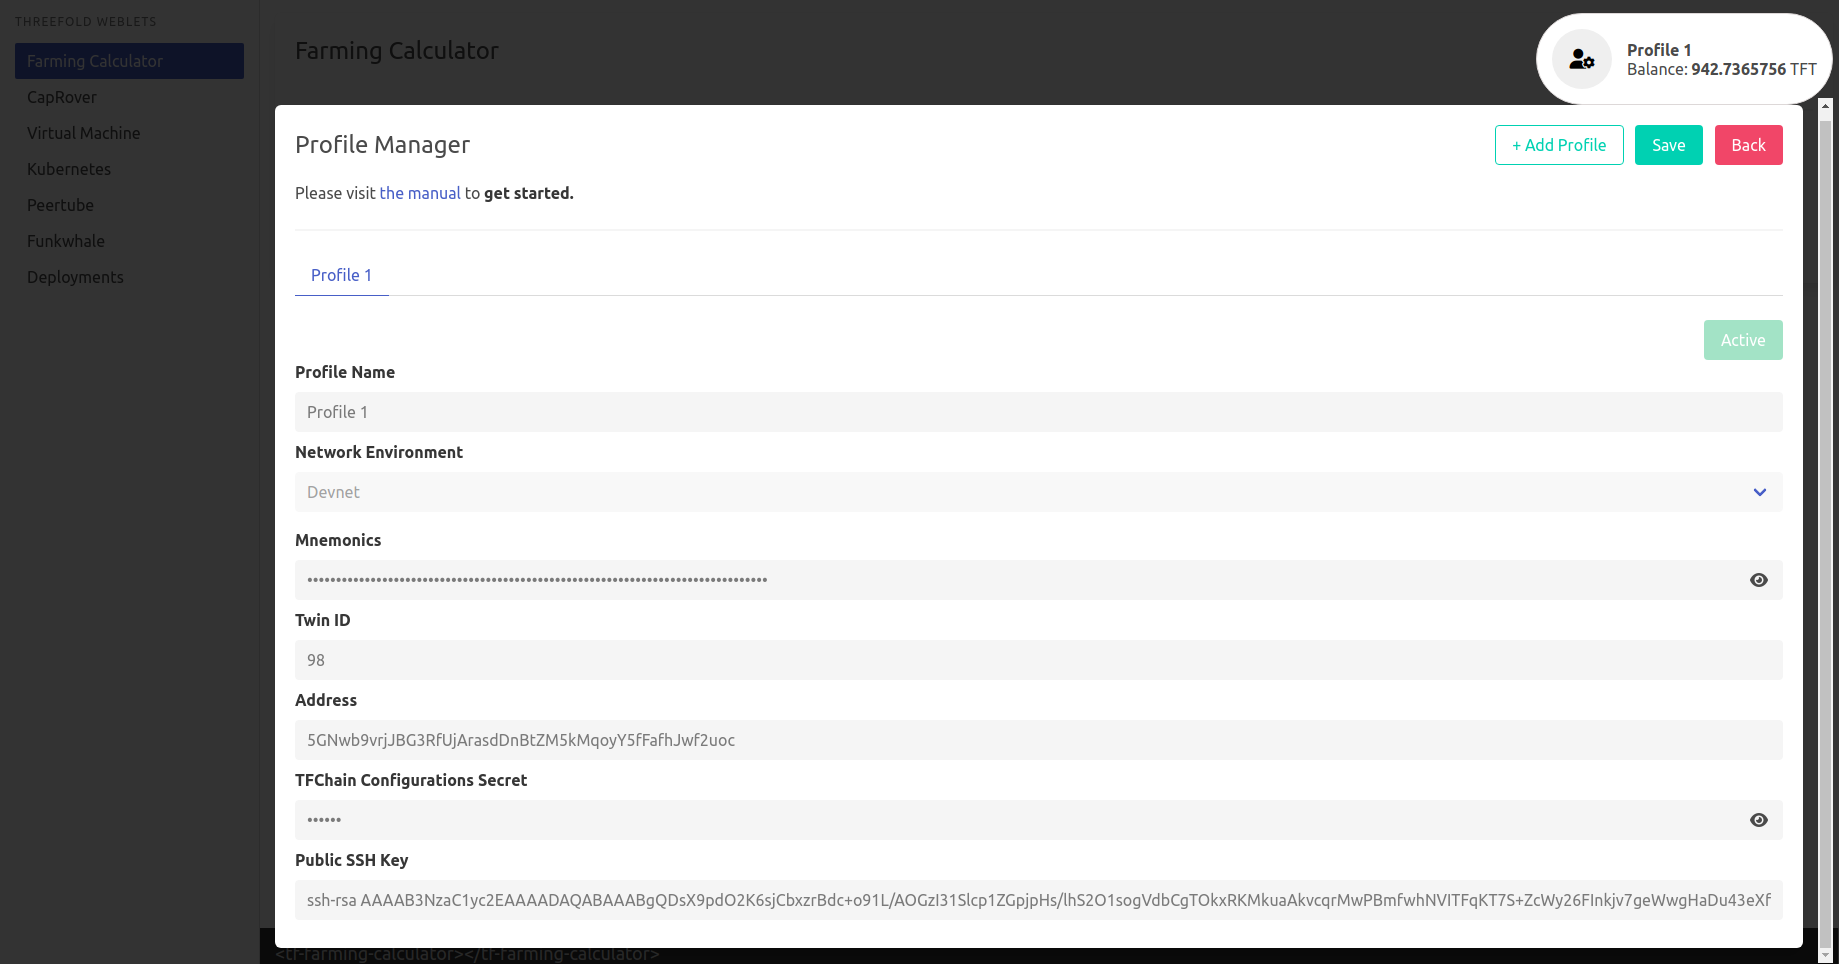 THREEFOLD WEBLETS
Farming Calculator
CapRover
Virtual Machine
Kubernetes
Peertube
Funkwhale
Deployments
Farming Calculator
Profile 1
Balance: 942.7365756 TFT
Profile Manager
+ Add Profile
Save
Back
Please visit the manual to get started.
Profile 1
Active
Profile Name
Profile 1
Network Environment
Devnet
Mnemonics
Twin ID
98
Address
5GNwb9vrjJBG3RfUjArasdDnBtZM5kMqoyY5fFafhJwf2uoc
TFChain Configurations Secret
••••••
Public SSH Key
ssh-rsa AAAAB3NzaC1yc2EAAAADAQABAAABgQDsX9pdO2K6sjCbxzrBdc+o91L/AOGzI31Slcp1ZGpjpHs/lhS2O1sogVdbCgTOkxRKMkuaAkvcqrMwPBmfwhNVITFqKT7S+ZcWy26FInkjv7geWwgHaDu43eXf
<tf-farming-calculator></tf-farming-calculator>